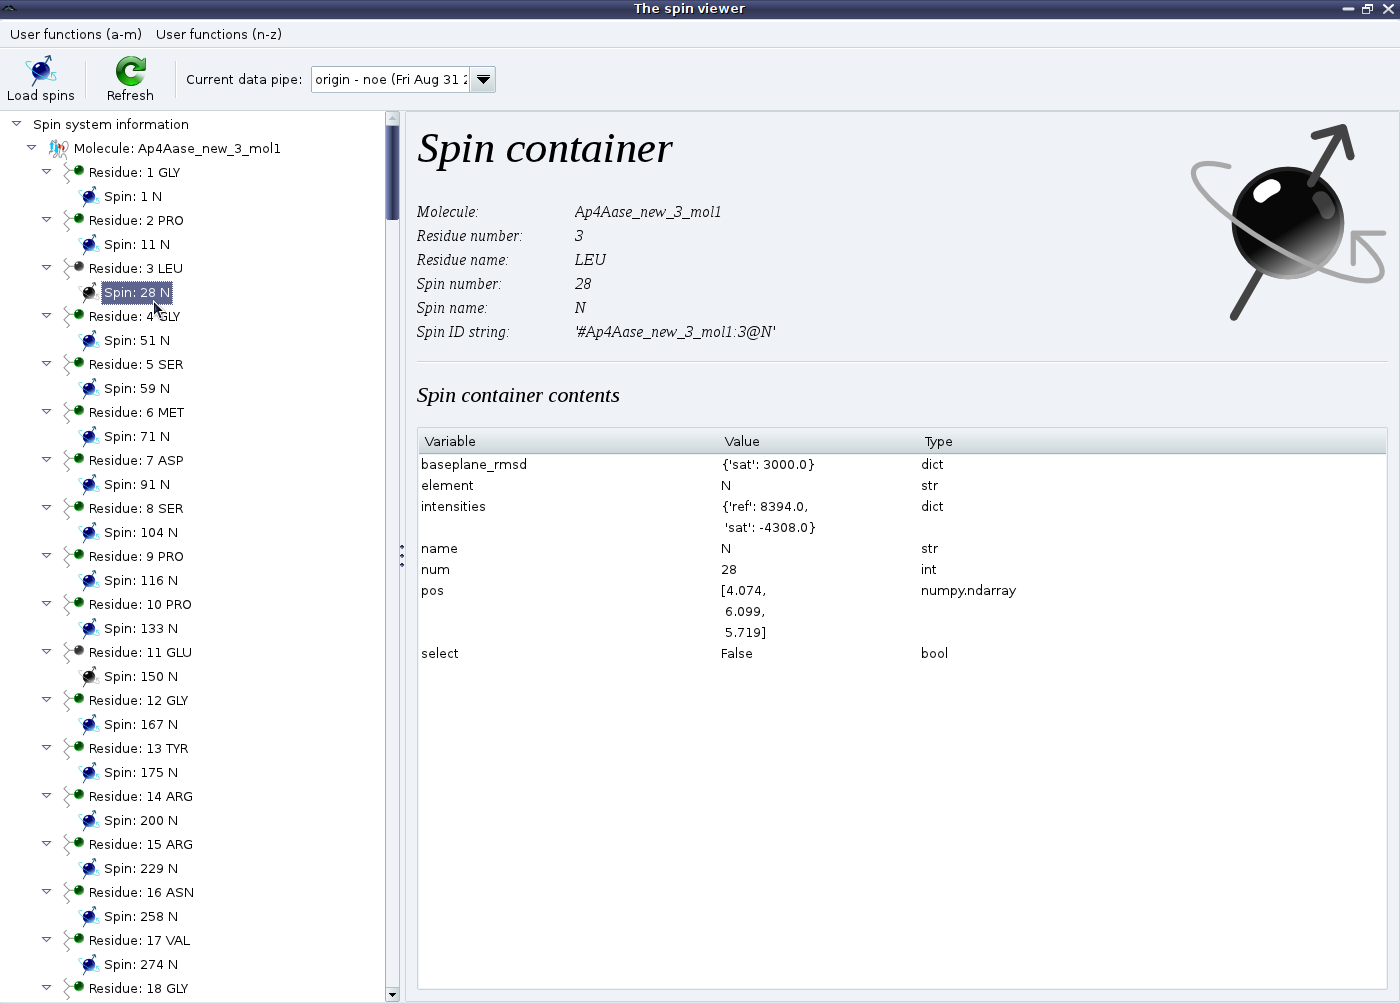 The spin viewer
User functions (a-m) User functions (n-z)
Load spins
Refresh
Current data pipe:
origin - noe (Fri Aug 31 2
Spin system information
Molecule: Ap4Aase_new_3_mol1
Residue: 1 GLY
Spin: 1 N
Residue: 2 PRO
Spin: 11 N
Residue: 3 LEU
Spin: 28 N
Residue: 4 GLY
Spin: 51 N
Residue: 5 SER
Spin: 59 N
Residue: 6 MET
Spin: 71 N
Residue: 7 ASP
Spin: 91 N
Residue: 8 SER
Spin: 104 N
Residue: 9 PRO
Spin: 116 N
Residue: 10 PRO
Spin: 133 N
Residue: 11 GLU
Spin: 150 N
Residue: 12 GLY
Spin: 167 N
Residue: 13 TYR
Spin: 175 N
Residue: 14 ARG
Spin: 200 N
Residue: 15 ARG
Spin: 229 N
Residue: 16 ASN
Spin: 258 N
Residue: 17 VAL
Spin: 274 N
Residue: 18 GLY
Spin container
Molecule: Ap4Aase_new_3_mol1
Residue number: 3
Residue name: LEU
Spin number: 28
Spin name: N
Spin ID string: '#Ap4Aase_new_3_mol1:3@N'
Spin container contents
Variable Value Type
baseplane_rmsd {'sat': 3000.0} dict
element N str
intensities {'ref': 8394.0, dict
'sat': -4308.0}
name N str
num 28 int
pos [4.074, numpy.ndarray
6.099,
5.719]
select False bool